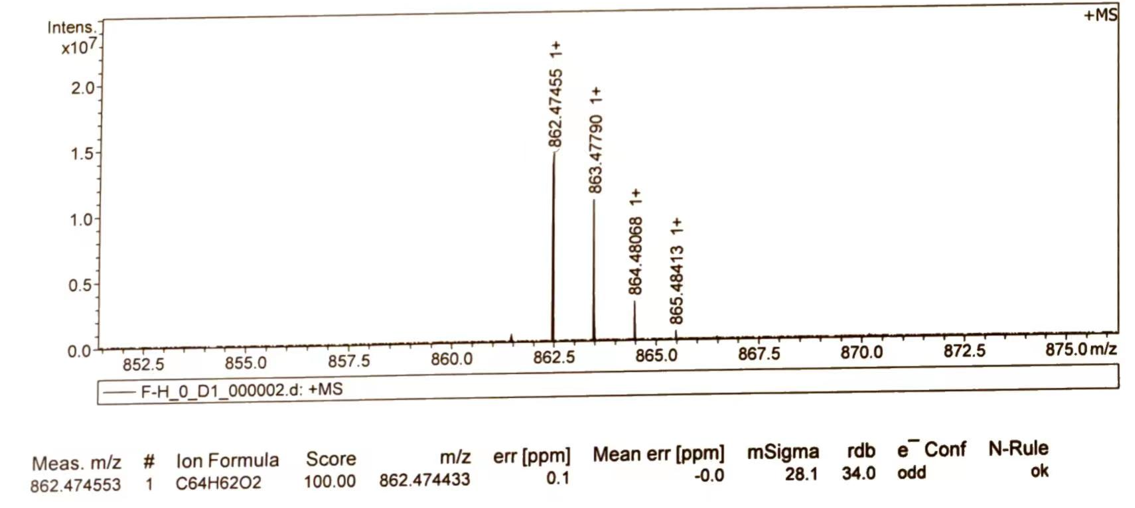 +MS
Intens.
x10⁷
2.0
1.5
1.0
0.5
0.0
862.47455 1+
863.47790 1+
864.48068 1+
865.48413 1+
852.5 855.0 857.5 860.0 862.5 865.0 867.5 870.0 872.5 875.0 m/z
F-H_0_D1_000002.d: +MS
Meas. m/z # Ion Formula Score m/z err [ppm] Mean err [ppm] mSigma rdb e⁻ Conf N-Rule
862.474553 1 C64H62O2 100.00 862.474433 0.1 -0.0 28.1 34.0 odd ok